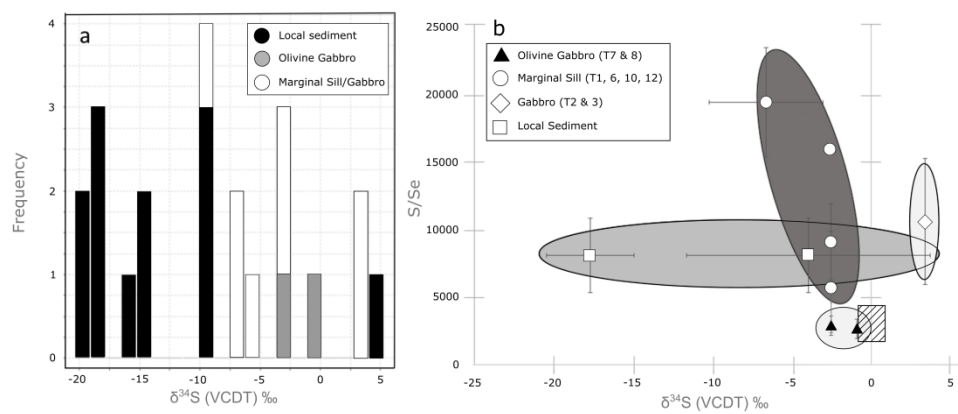 a
Local sediment
Olivine Gabbro
Marginal Sill/Gabbro
Frequency
4
3
2
1
0
-20 -15 -10 -5 0 5
δ³⁴S (VCDT) ‰
b
Olivine Gabbro (T7 & 8)
Marginal Sill (T1, 6, 10, 12)
Gabbro (T2 & 3)
Local Sediment
S/Se
25000
20000
15000
10000
5000
0
-25 -20 -15 -10 -5 0 5
δ³⁴S (VCDT) ‰